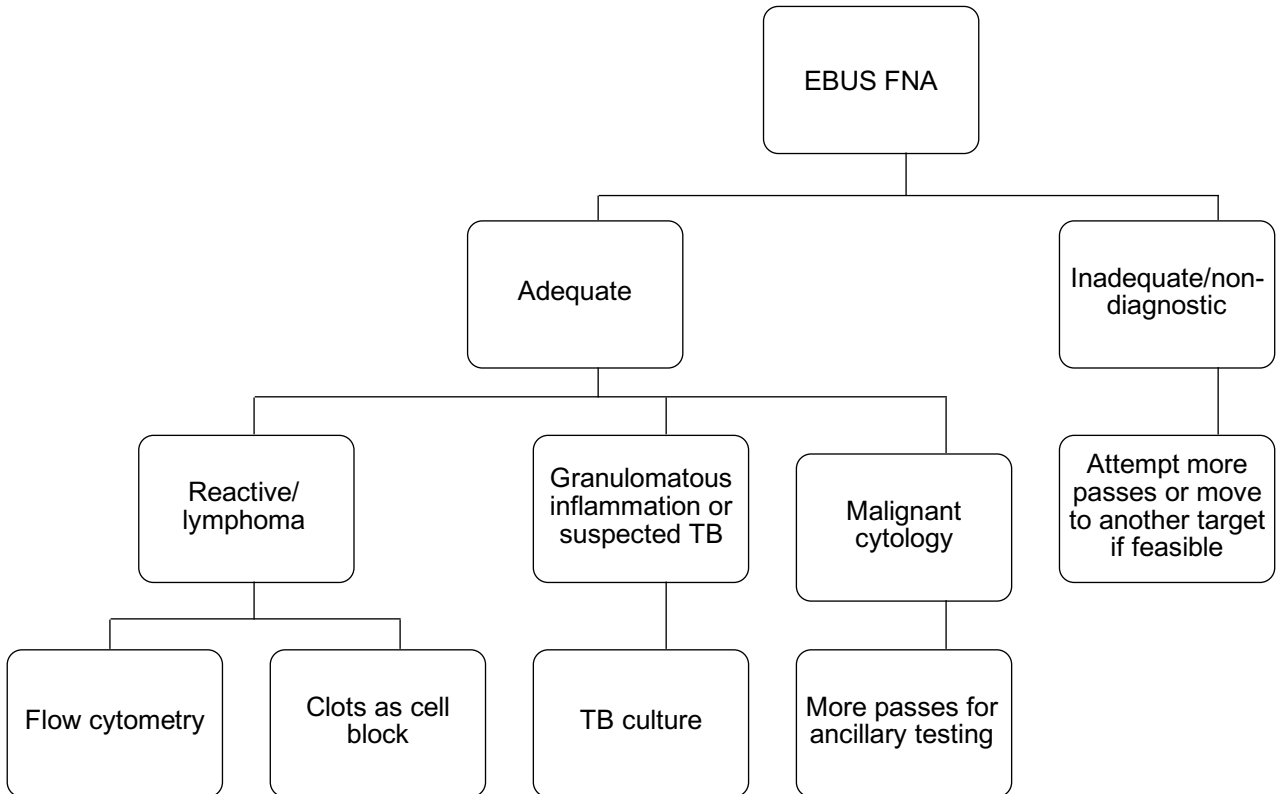 EBUS FNA
Adequate
Inadequate/non-
diagnostic
Reactive/
lymphoma
Granulomatous
inflammation or
suspected TB
Malignant
cytology
Attempt more
passes or move
to another target
if feasible
Flow cytometry
Clots as cell
block
TB culture
More passes for
ancillary testing